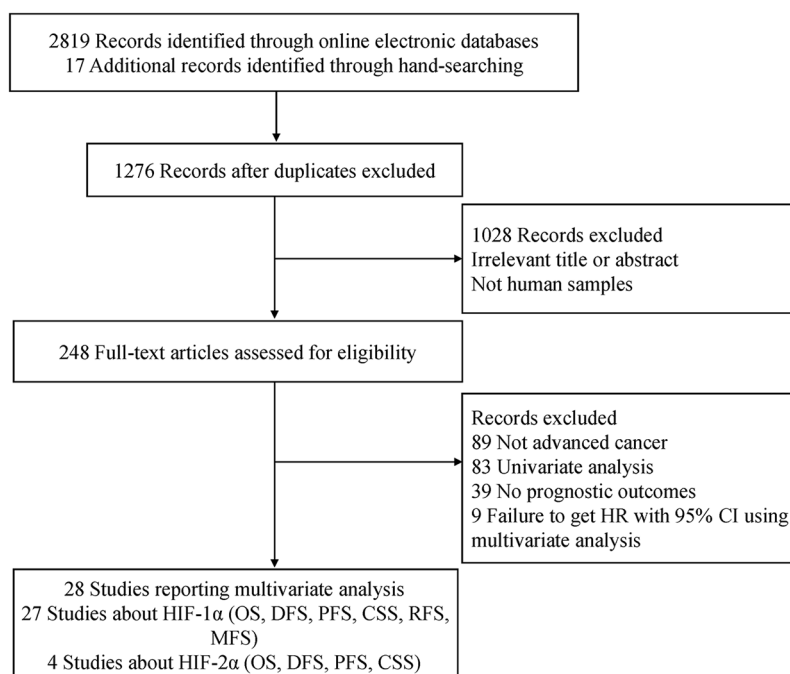 2819 Records identified through online electronic databases
17 Additional records identified through hand-searching
1276 Records after duplicates excluded
1028 Records excluded
Irrelevant title or abstract
Not human samples
248 Full-text articles assessed for eligibility
Records excluded
89 Not advanced cancer
83 Univariate analysis
39 No prognostic outcomes
9 Failure to get HR with 95% CI using
multivariate analysis
28 Studies reporting multivariate analysis
27 Studies about HIF-1α (OS, DFS, PFS, CSS, RFS,
MFS)
4 Studies about HIF-2α (OS, DFS, PFS, CSS)